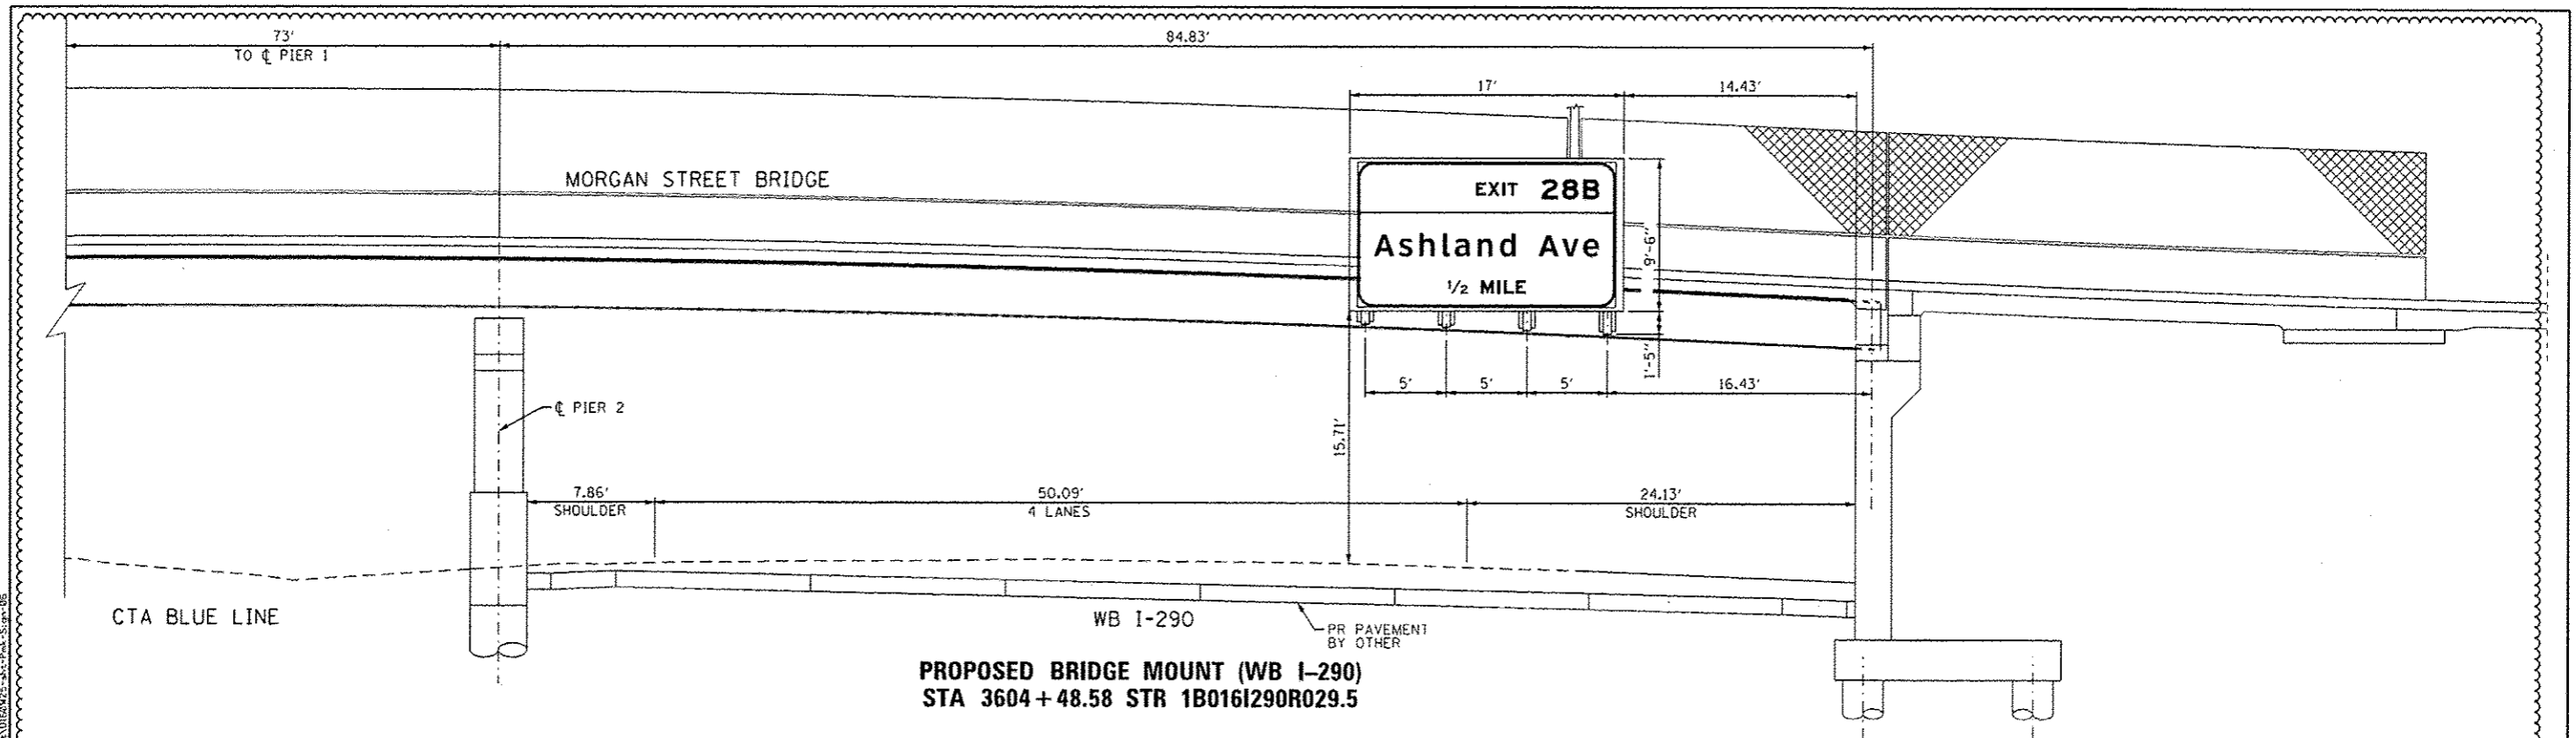 73'
TO ℄ PIER 1
84.83'
17'
14.43'
MORGAN STREET BRIDGE
EXIT 28B
Ashland Ave
1/2 MILE
9'-6"
1'-5"
5'
5'
5'
16.43'
℄ PIER 2
15.71'
7.86'
SHOULDER
50.09'
4 LANES
24.13'
SHOULDER
CTA BLUE LINE
WB I-290
PR PAVEMENT
BY OTHER
PROPOSED BRIDGE MOUNT (WB I-290)
STA 3604+48.58 STR 1B016I290R029.5